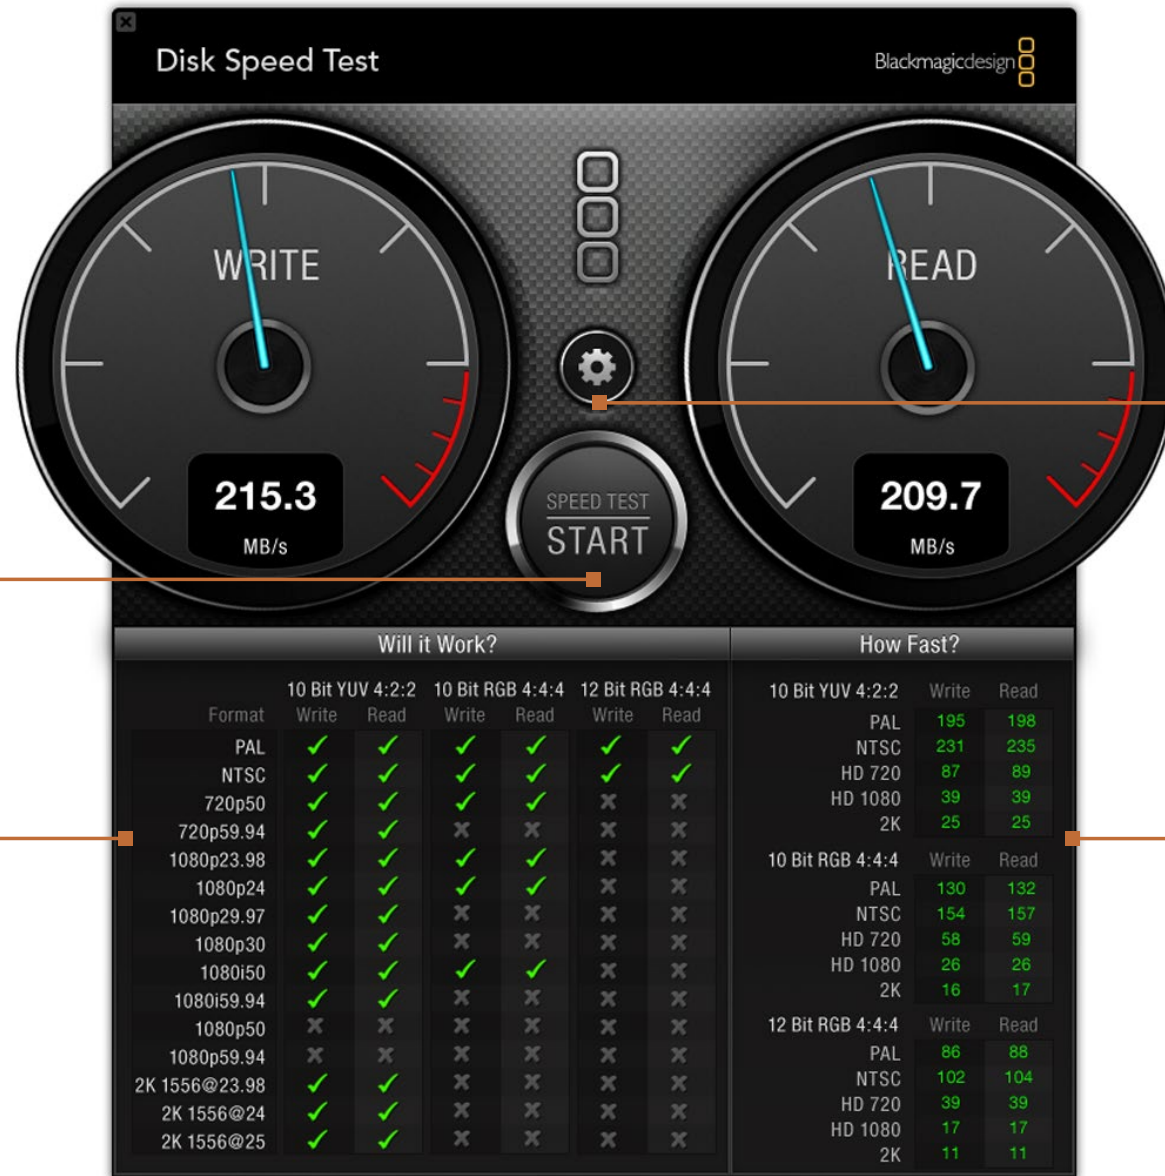 Disk Speed Test
Blackmagicdesign
WRITE
READ
215.3
MB/s
209.7
MB/s
SPEED TEST
START
Will it Work?
10 Bit YUV 4:2:2 10 Bit RGB 4:4:4 12 Bit RGB 4:4:4
Format Write Read Write Read Write Read
PAL ✓ ✓ ✓ ✓ ✓ ✓
NTSC ✓ ✓ ✓ ✓ ✓ ✓
720p50 ✓ ✓ ✓ ✓ ✗ ✗
720p59.94 ✓ ✓ ✗ ✗ ✗ ✗
1080p23.98 ✓ ✓ ✓ ✓ ✗ ✗
1080p24 ✓ ✓ ✓ ✓ ✗ ✗
1080p29.97 ✓ ✓ ✗ ✗ ✗ ✗
1080p30 ✓ ✓ ✗ ✗ ✗ ✗
1080i50 ✓ ✓ ✓ ✓ ✗ ✗
1080i59.94 ✓ ✓ ✗ ✗ ✗ ✗
1080p50 ✗ ✗ ✗ ✗ ✗ ✗
1080p59.94 ✗ ✗ ✗ ✗ ✗ ✗
2K 1556@23.98 ✓ ✓ ✗ ✗ ✗ ✗
2K 1556@24 ✓ ✓ ✗ ✗ ✗ ✗
2K 1556@25 ✓ ✓ ✗ ✗ ✗ ✗
How Fast?
10 Bit YUV 4:2:2 Write Read
PAL 195 198
NTSC 231 235
HD 720 87 89
HD 1080 39 39
2K 25 25
10 Bit RGB 4:4:4 Write Read
PAL 130 132
NTSC 154 157
HD 720 58 59
HD 1080 26 26
2K 16 17
12 Bit RGB 4:4:4 Write Read
PAL 86 88
NTSC 102 104
HD 720 39 39
HD 1080 17 17
2K 11 11